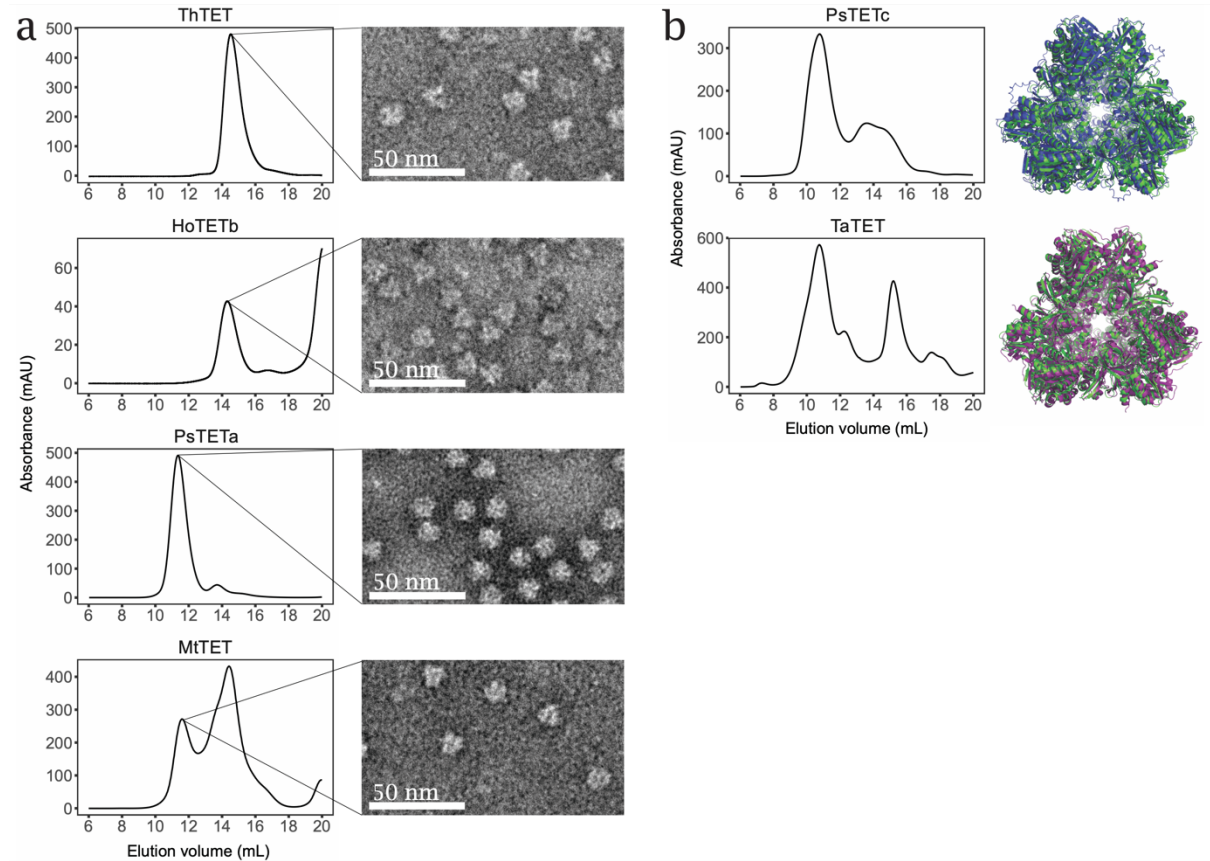 a
ThTET
500
400
300
200
100
0
6 8 10 12 14 16 18 20
50 nm
HoTETb
60
40
20
0
6 8 10 12 14 16 18 20
50 nm
Absorbance (mAU)
PsTETa
500
400
300
200
100
0
6 8 10 12 14 16 18 20
50 nm
MtTET
400
300
200
100
0
6 8 10 12 14 16 18 20
Elution volume (mL)
50 nm
b
PsTETc
300
200
100
0
6 8 10 12 14 16 18 20
Absorbance (mAU)
TaTET
600
400
200
0
6 8 10 12 14 16 18 20
Elution volume (mL)